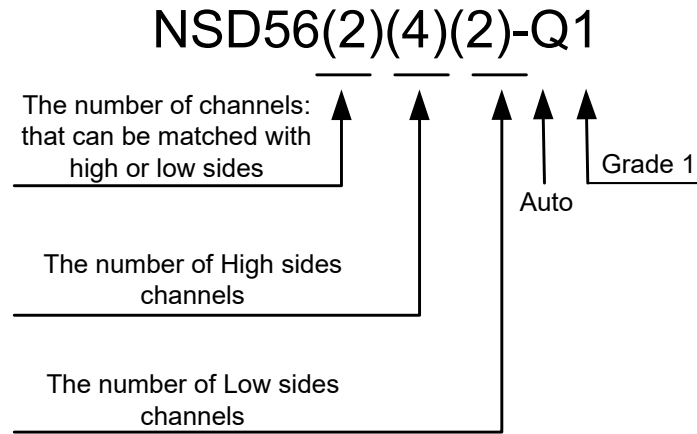 NSD56(2)(4)(2)-Q1
The number of channels:
that can be matched with
high or low sides
Grade 1
Auto
The number of High sides
channels
The number of Low sides
channels